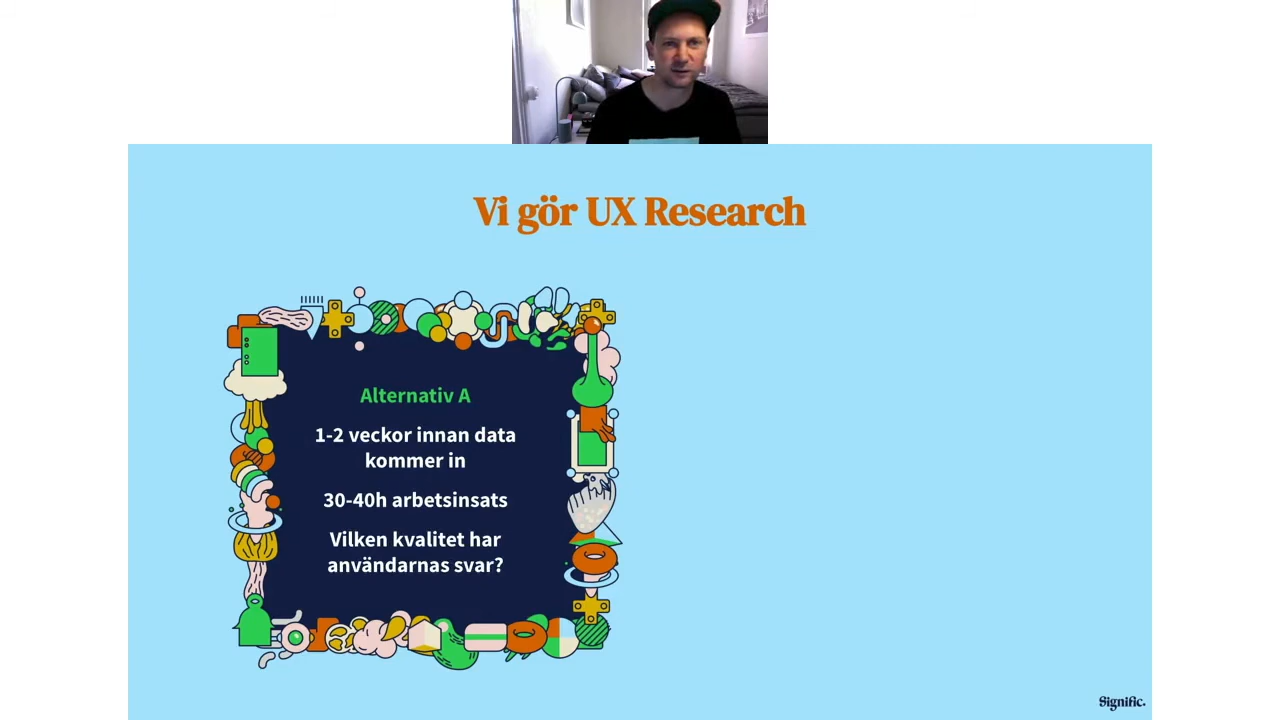 Vi gör UX Research
Alternativ A
1-2 veckor innan data
kommer in
30-40h arbetsinsats
Vilken kvalitet har
användarnas svar?
Signific.